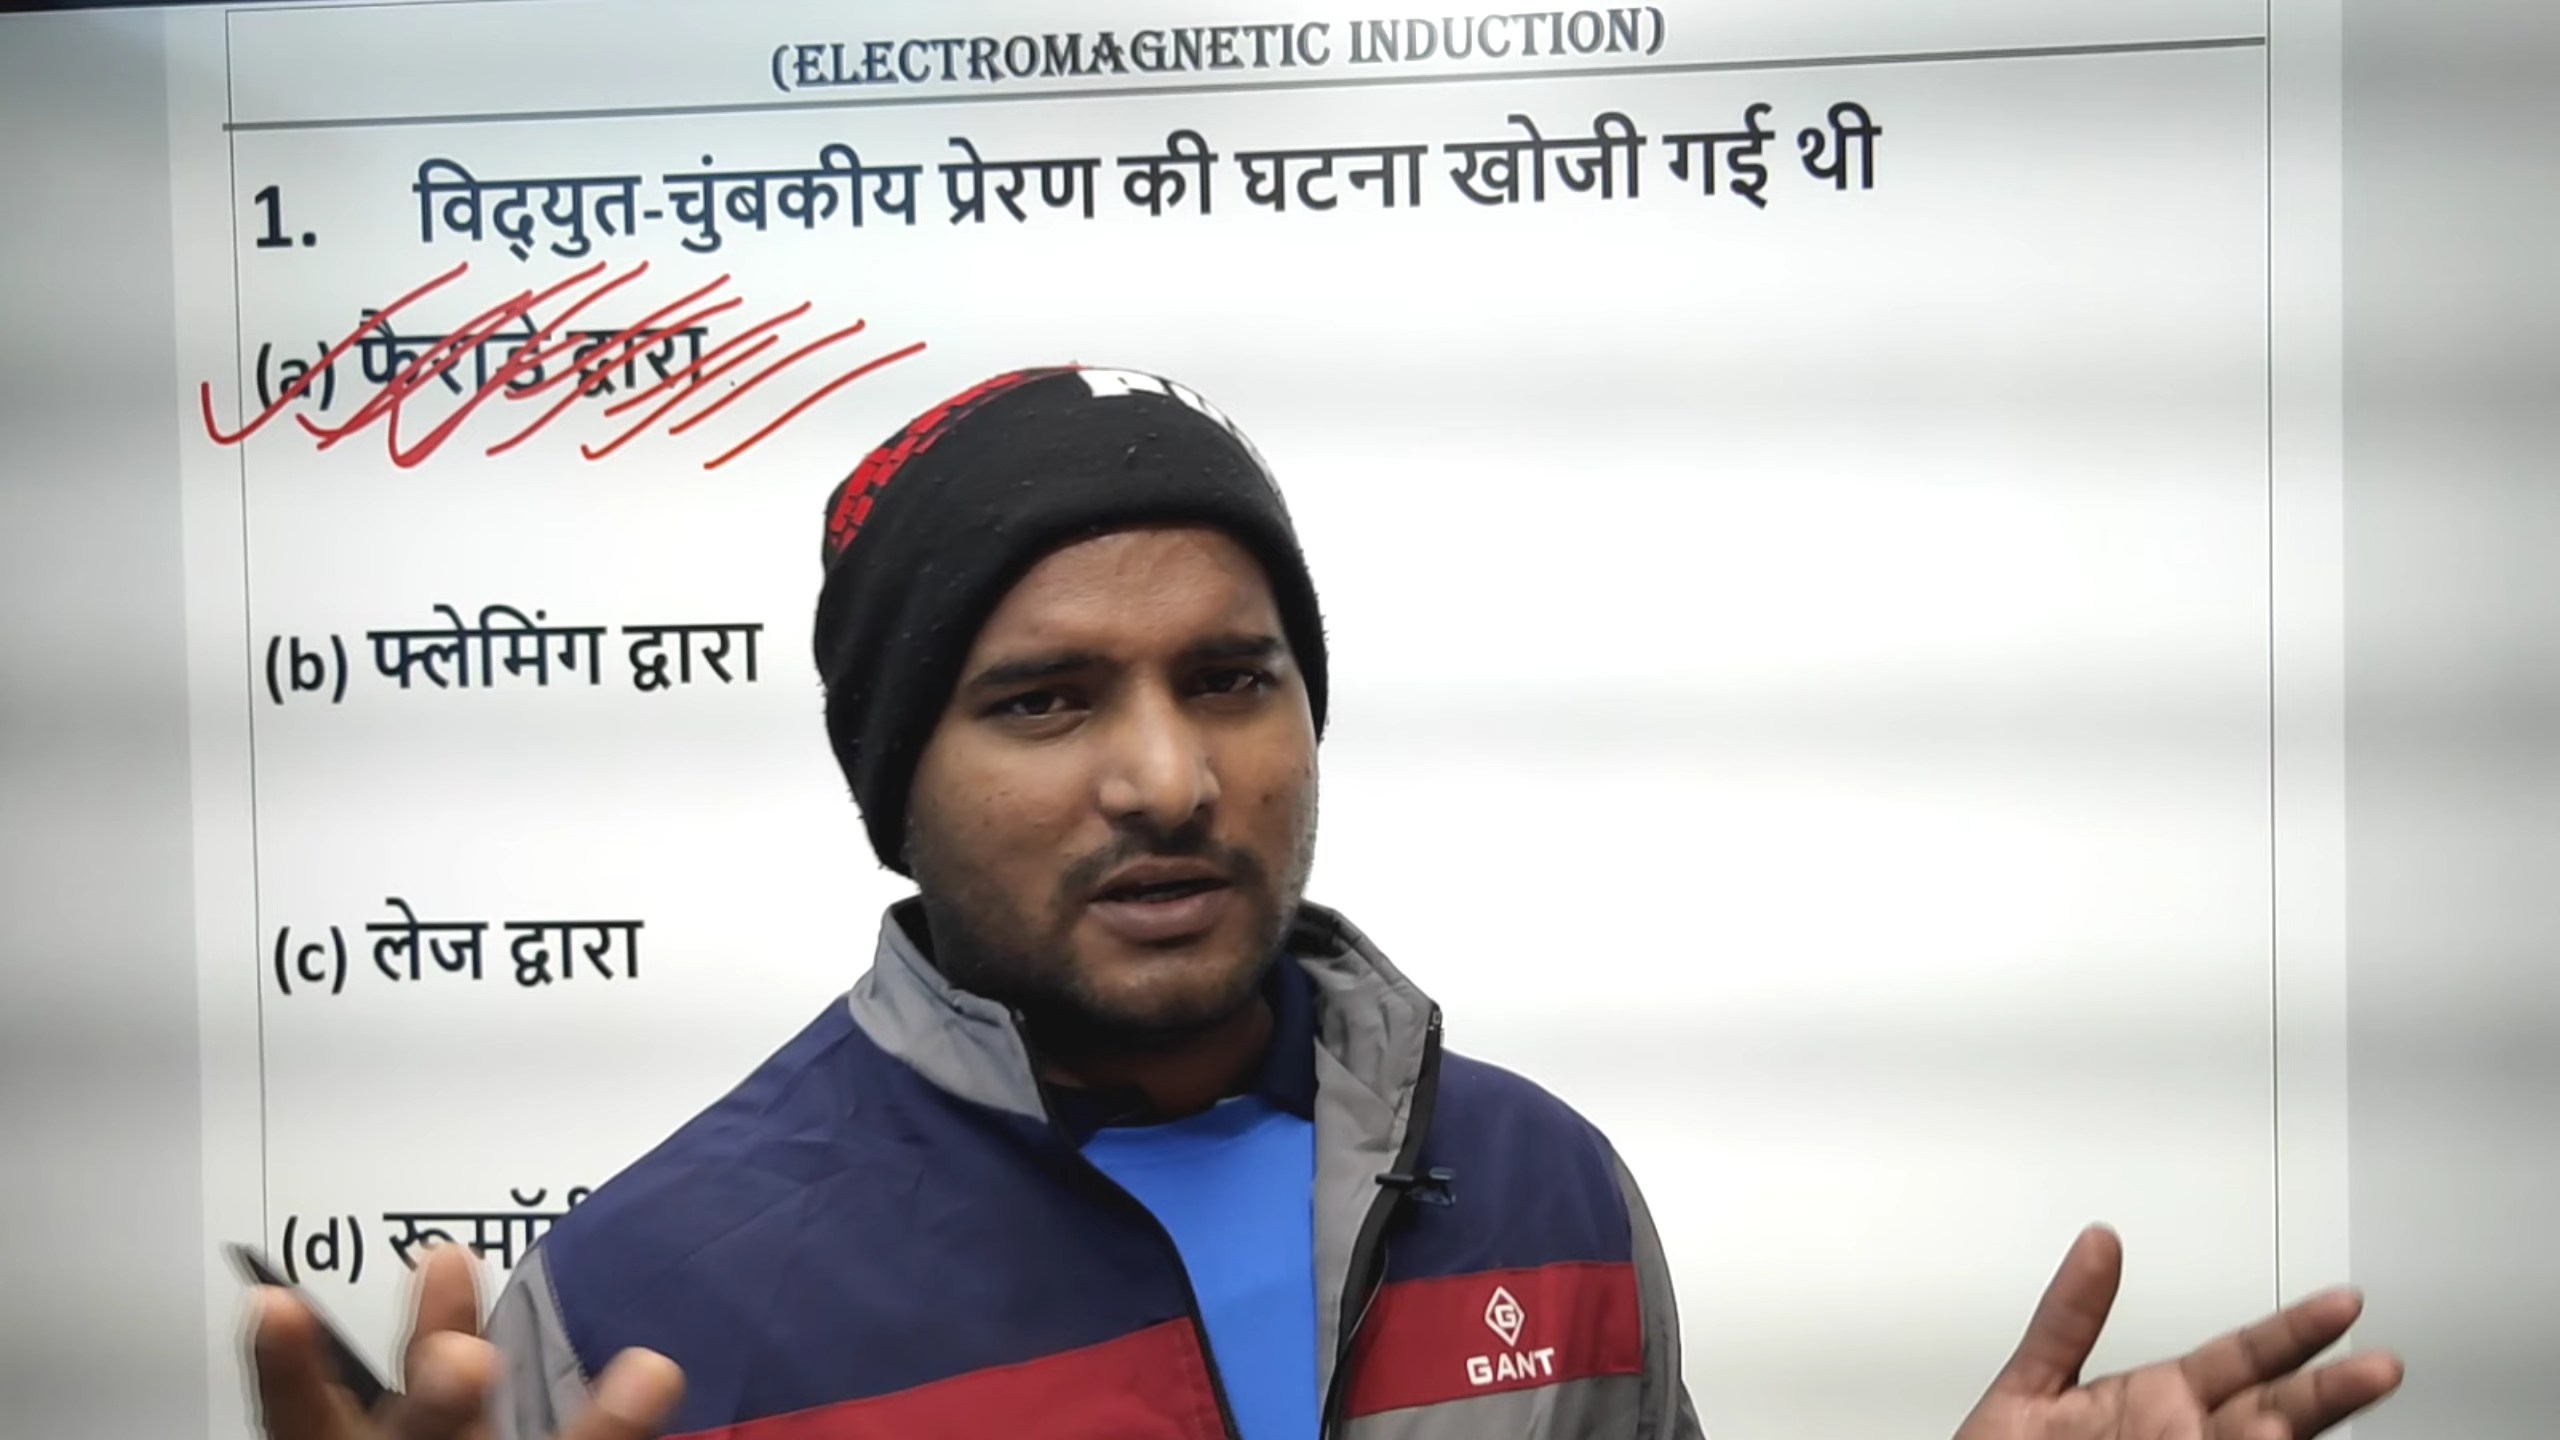 (ELECTROMAGNETIC INDUCTION)
1. विद्युत-चुंबकीय प्रेरण की घटना खोजी गई थी
(a) फैराडे द्वारा
(b) फ्लेमिंग द्वारा
(c) लेज द्वारा
(d)
G
GANT